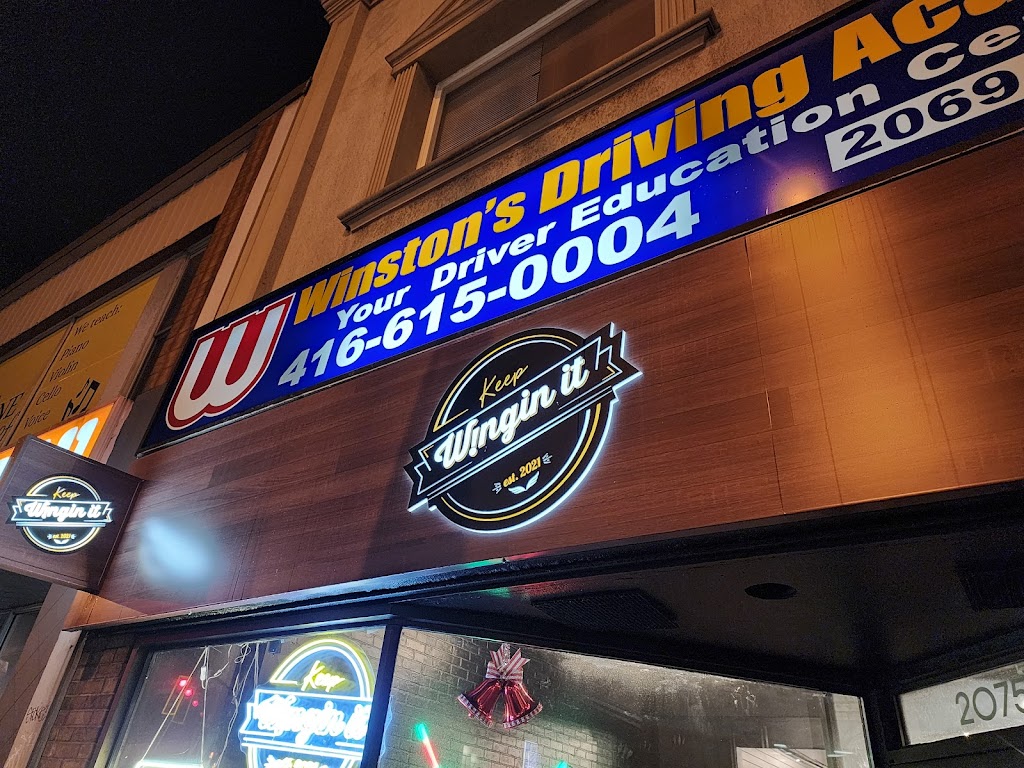 Winston's Driving Aca
Your Driver Education Ce
416-615-0004
2069
W
Keep
Wingin it
est. 2021
We teach:
Piano
Violin
Cello
Voice
Keep
Wingin it
est. 2021
Keep
Wingin it
2075